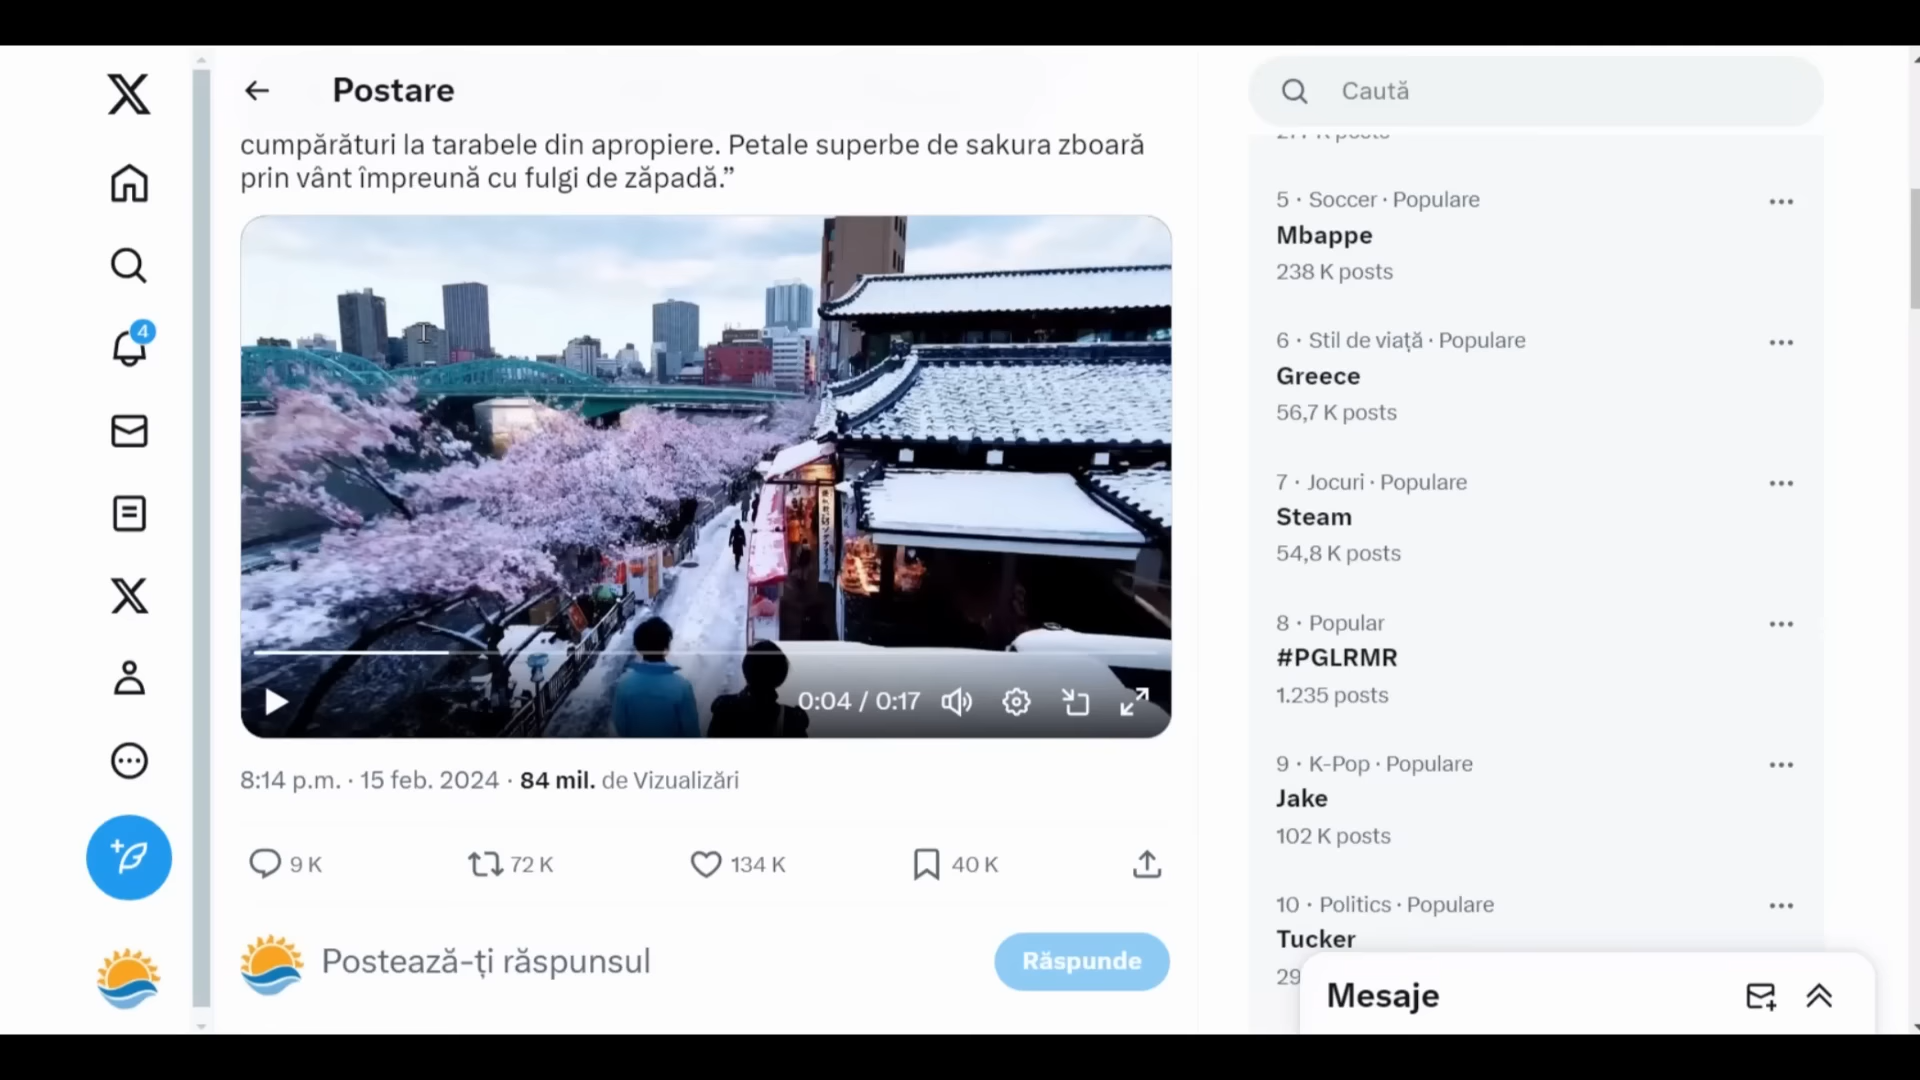 Postare
cumpărături la tarabele din apropiere. Petale superbe de sakura zboară
prin vânt împreună cu fulgi de zăpadă.”
0:04 / 0:17
8:14 p.m. · 15 feb. 2024 · 84 mil. de Vizualizări
9 K
72 K
134 K
40 K
Postează-ți răspunsul
Răspunde
4
Caută
5 · Soccer · Populare
Mbappe
238 K posts
6 · Stil de viață · Populare
Greece
56,7 K posts
7 · Jocuri · Populare
Steam
54,8 K posts
8 · Popular
#PGLRMR
1.235 posts
9 · K-Pop · Populare
Jake
102 K posts
10 · Politics · Populare
Tucker
29
Mesaje